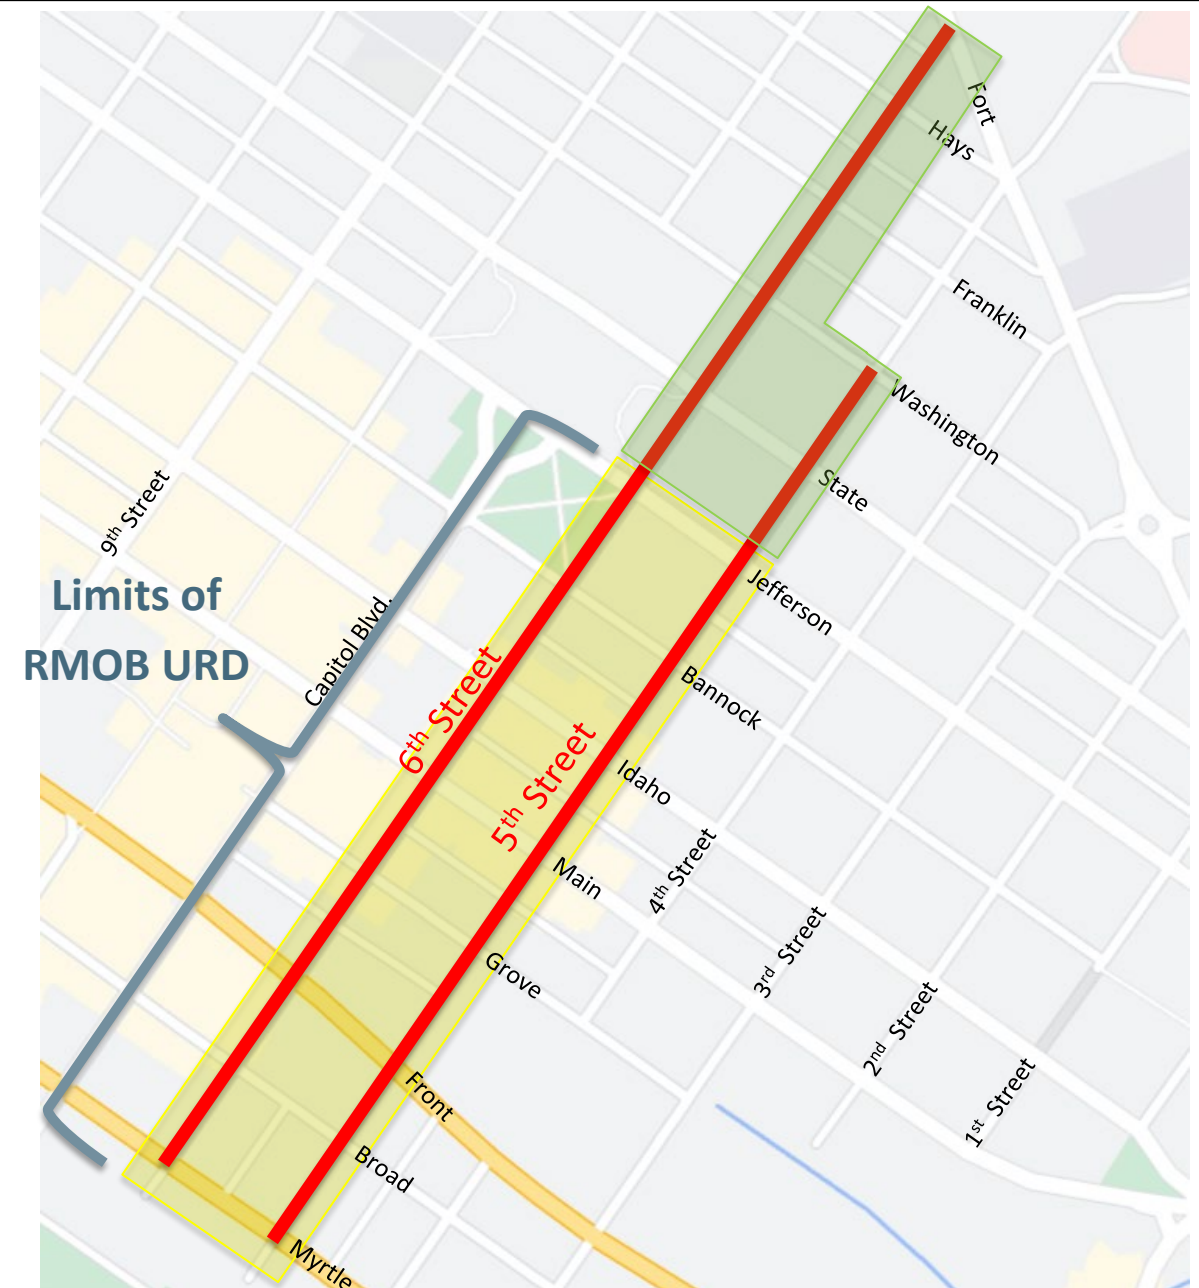 Fort
Hays
Franklin
Washington
State
9th Street
Jefferson
Limits of
RMOB URD
Capitol Blvd.
6th Street
Bannock
5th Street
Idaho
Main
4th Street
3rd Street
Grove
2nd Street
Front
1st Street
Broad
Myrtle